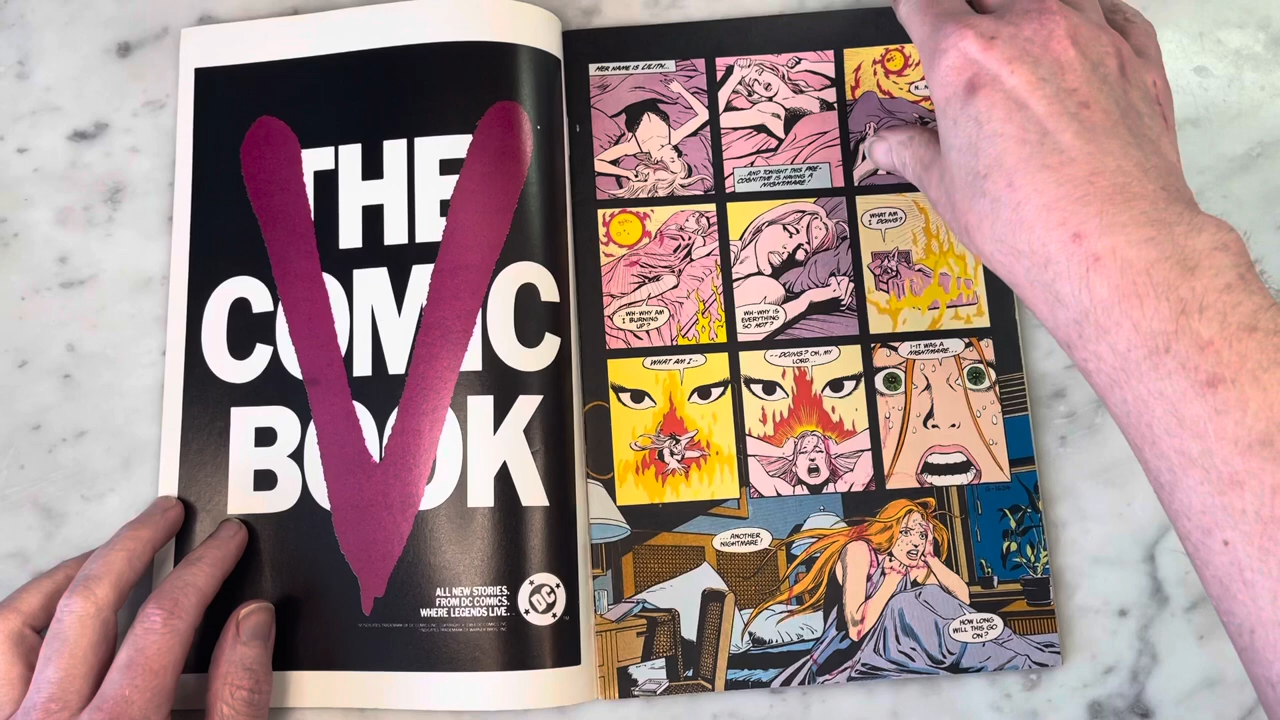 THE
COMIC
BOOK
ALL NEW STORIES.
FROM DC COMICS.
WHERE LEGENDS LIVE.
DC
HER NAME IS LILITH...
...AND TONIGHT THIS PRE-
COGNITIVE IS HAVING A
NIGHTMARE!
...WH-WHY AM
I BURNING
UP?
WH-WHY IS
EVERYTHING
SO HOT?
WHAT AM
I DOING?
WHAT AM I--
--DOING? OH, MY
LORD...
I-IT WAS A
NIGHTMARE...
...ANOTHER
NIGHTMARE!
HOW LONG
WILL THIS GO
ON?